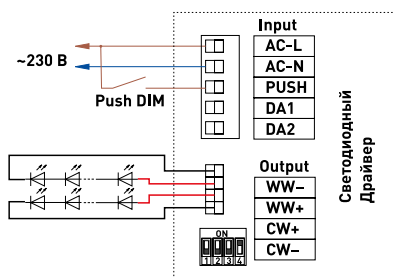 Input
AC-L
AC-N
PUSH
DA1
DA2
~230 В
Push DIM
Output
WW–
WW+
CW+
CW–
Светодиодный
Драйвер
ON
1 2 3 4